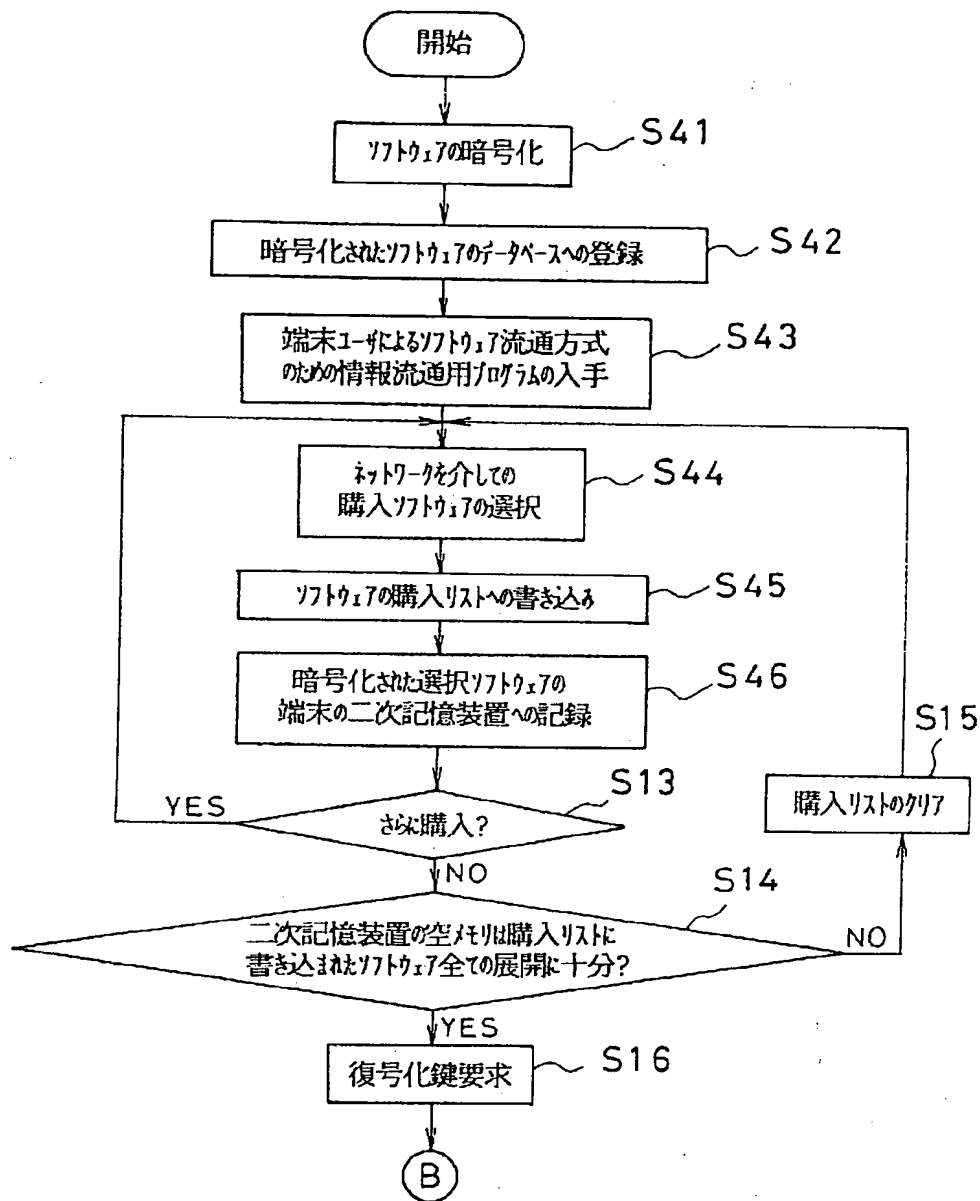 開始
ソフトウェアの暗号化
S41
暗号化されたソフトウェアのデータベースへの登録
S42
端末ユーザによるソフトウェア流通方式
のための情報流通用プログラムの入手
S43
ネットワークを介しての
購入ソフトウェアの選択
S44
ソフトウェアの購入リストへの書き込み
S45
暗号化された選択ソフトウェアの
端末の二次記憶装置への記録
S46
S15
購入リストのクリア
S13
YES
さらに購入?
NO
S14
二次記憶装置の空メモリは購入リストに
書き込まれたソフトウェア全ての展開に十分?
NO
YES
復号化鍵要求
S16
B